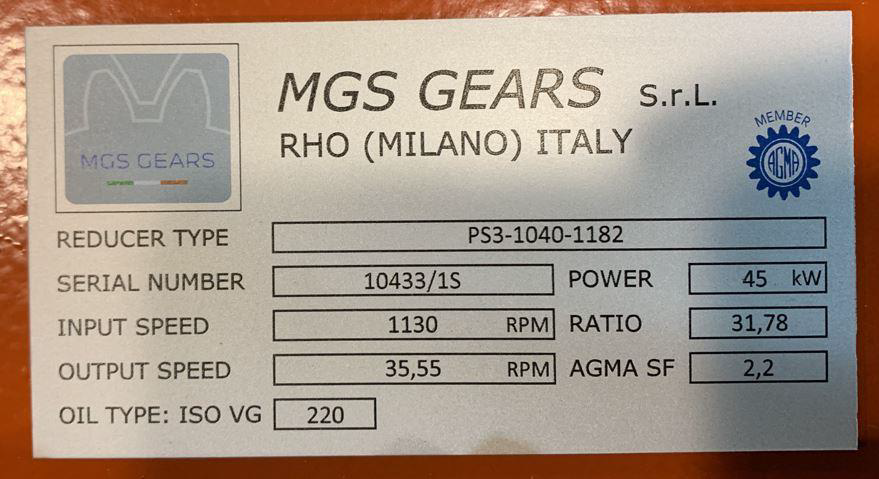 MGS GEARS
MGS GEARS S.r.L.
RHO (MILANO) ITALY
MEMBER
AGMA
REDUCER TYPE PS3-1040-1182
SERIAL NUMBER 10433/1S POWER 45 kW
INPUT SPEED 1130 RPM RATIO 31,78
OUTPUT SPEED 35,55 RPM AGMA SF 2,2
OIL TYPE: ISO VG 220